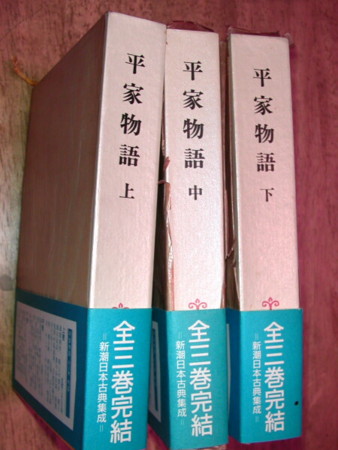 平家物語 上
全三巻完結
=新潮日本古典集成=
平家物語 中
全三巻完結
=新潮日本古典集成=
平家物語 下
全三巻完結
=新潮日本古典集成=